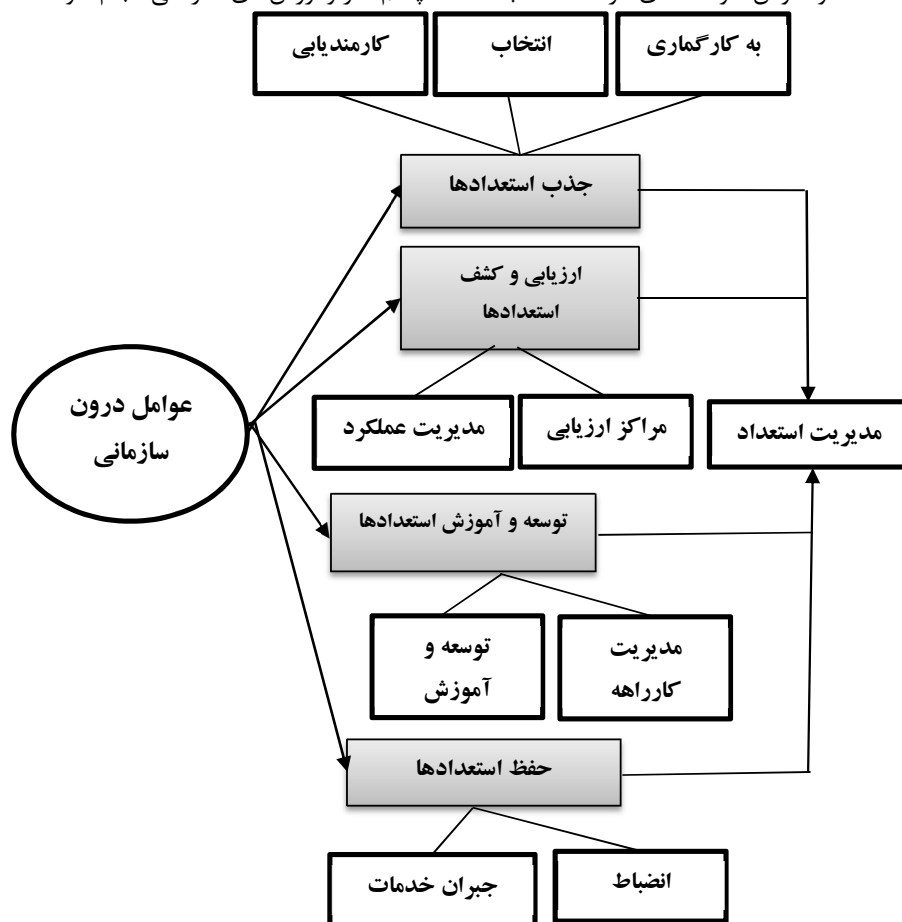 به کارگماری
انتخاب
کارمندیابی
جذب استعدادها
ارزیابی و کشف
استعدادها
عوامل درون
سازمانی
مدیریت استعداد
مراکز ارزیابی
مدیریت عملکرد
توسعه و آموزش استعدادها
مدیریت
کارراهه
توسعه و
آموزش
حفظ استعدادها
انضباط
جبران خدمات